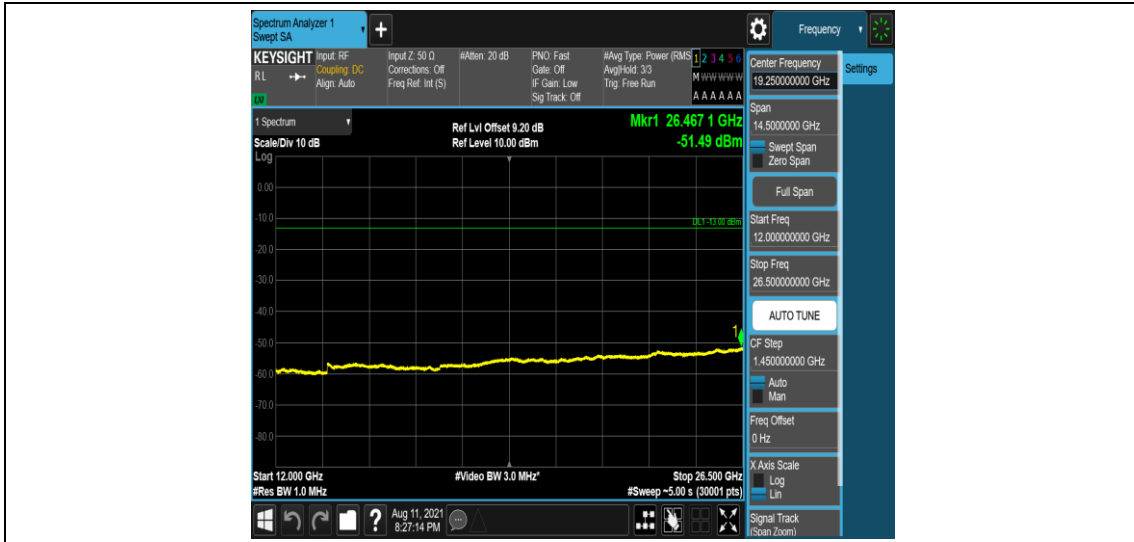 Spectrum Analyzer 1
Swept SA
Frequency
KEYSIGHT
RL
Input: RF
Coupling: DC
Align: Auto
Input Z: 50 Ω
Corrections: Off
Freq Ref: Int (S)
#Atten: 20 dB
PNO: Fast
Gate: Off
IF Gain: Low
Sig Track: Off
#Avg Type: Power (RMS
Avg|Hold: 3/3
Trig: Free Run
1 2 3 4 5 6
M W W W W W
A A A A A A
1 Spectrum
Scale/Div 10 dB
Log
Ref Lvl Offset 9.20 dB
Ref Level 10.00 dBm
Mkr1 26.467 1 GHz
-51.49 dBm
0.00
-10.0
DL1 -13.00 dBm
-20.0
-30.0
-40.0
1
-50.0
-60.0
-70.0
-80.0
Start 12.000 GHz
#Res BW 1.0 MHz
#Video BW 3.0 MHz*
Stop 26.500 GHz
#Sweep ~5.00 s (30001 pts)
Aug 11, 2021
8:27:14 PM
Center Frequency
19.250000000 GHz
Settings
Span
14.5000000 GHz
Swept Span
Zero Span
Full Span
Start Freq
12.000000000 GHz
Stop Freq
26.500000000 GHz
AUTO TUNE
CF Step
1.450000000 GHz
Auto
Man
Freq Offset
0 Hz
X Axis Scale
Log
Lin
Signal Track
(Span Zoom)